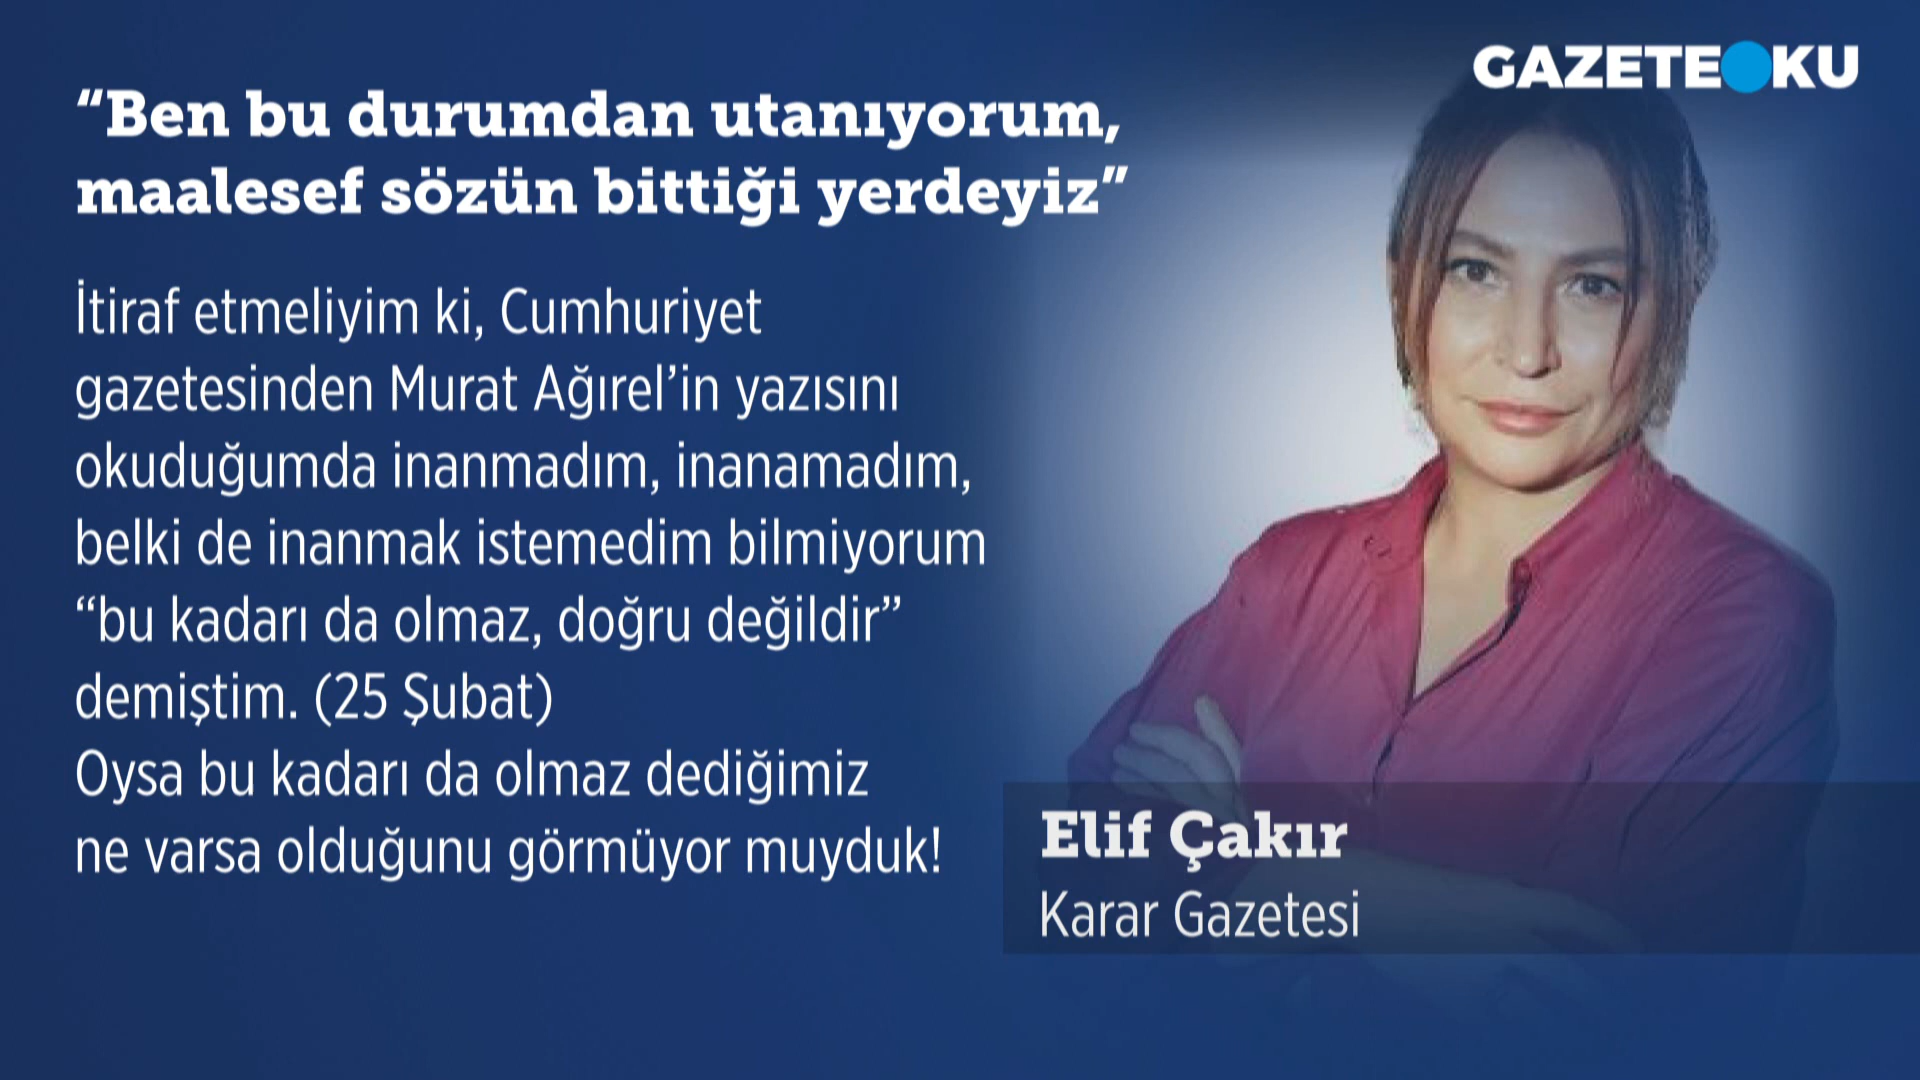 GAZETEOKU
“Ben bu durumdan utanıyorum,
maalesef sözün bittiği yerdeyiz”
İtiraf etmeliyim ki, Cumhuriyet
gazetesinden Murat Ağırel’in yazısını
okuduğumda inanmadım, inanamadım,
belki de inanmak istemedim bilmiyorum
“bu kadarı da olmaz, doğru değildir”
demiştim. (25 Şubat)
Oysa bu kadarı da olmaz dediğimiz
ne varsa olduğunu görmüyor muyduk!
Elif Çakır
Karar Gazetesi